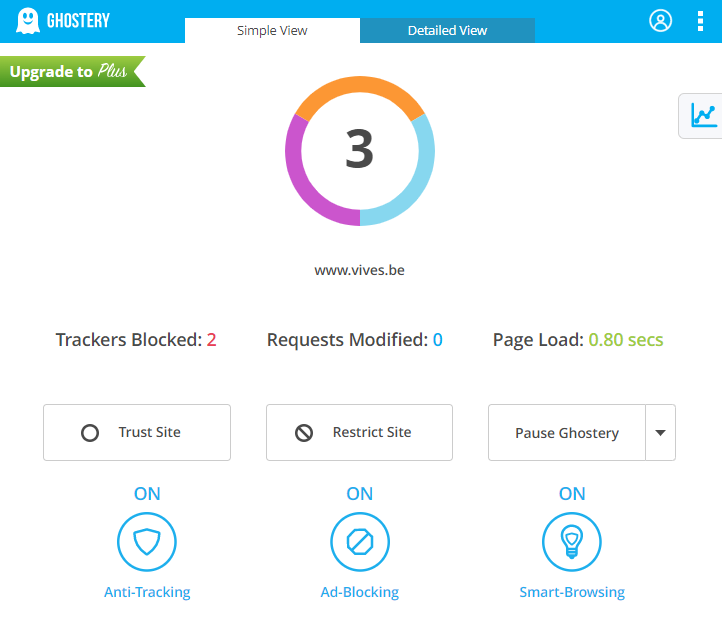 GHOSTERY
Simple View
Detailed View
Upgrade to Plus
3
www.vives.be
Trackers Blocked: 2
Requests Modified: 0
Page Load: 0.80 secs
Trust Site
Restrict Site
Pause Ghostery
ON
ON
ON
Anti-Tracking
Ad-Blocking
Smart-Browsing